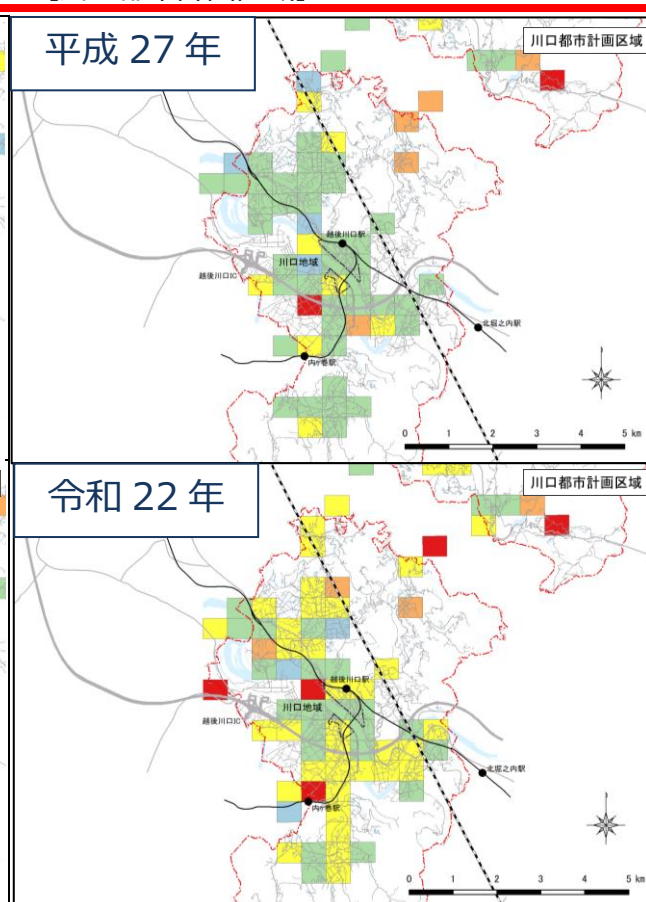 平成 27 年
川口都市計画区域
越後川口駅
川口地域
越後川口IC
北堀之内駅
内ケ巻駅
0 1 2 3 4 5 km
令和 22 年
川口都市計画区域
越後川口駅
川口地域
越後川口IC
北堀之内駅
内ケ巻駅
0 1 2 3 4 5 km